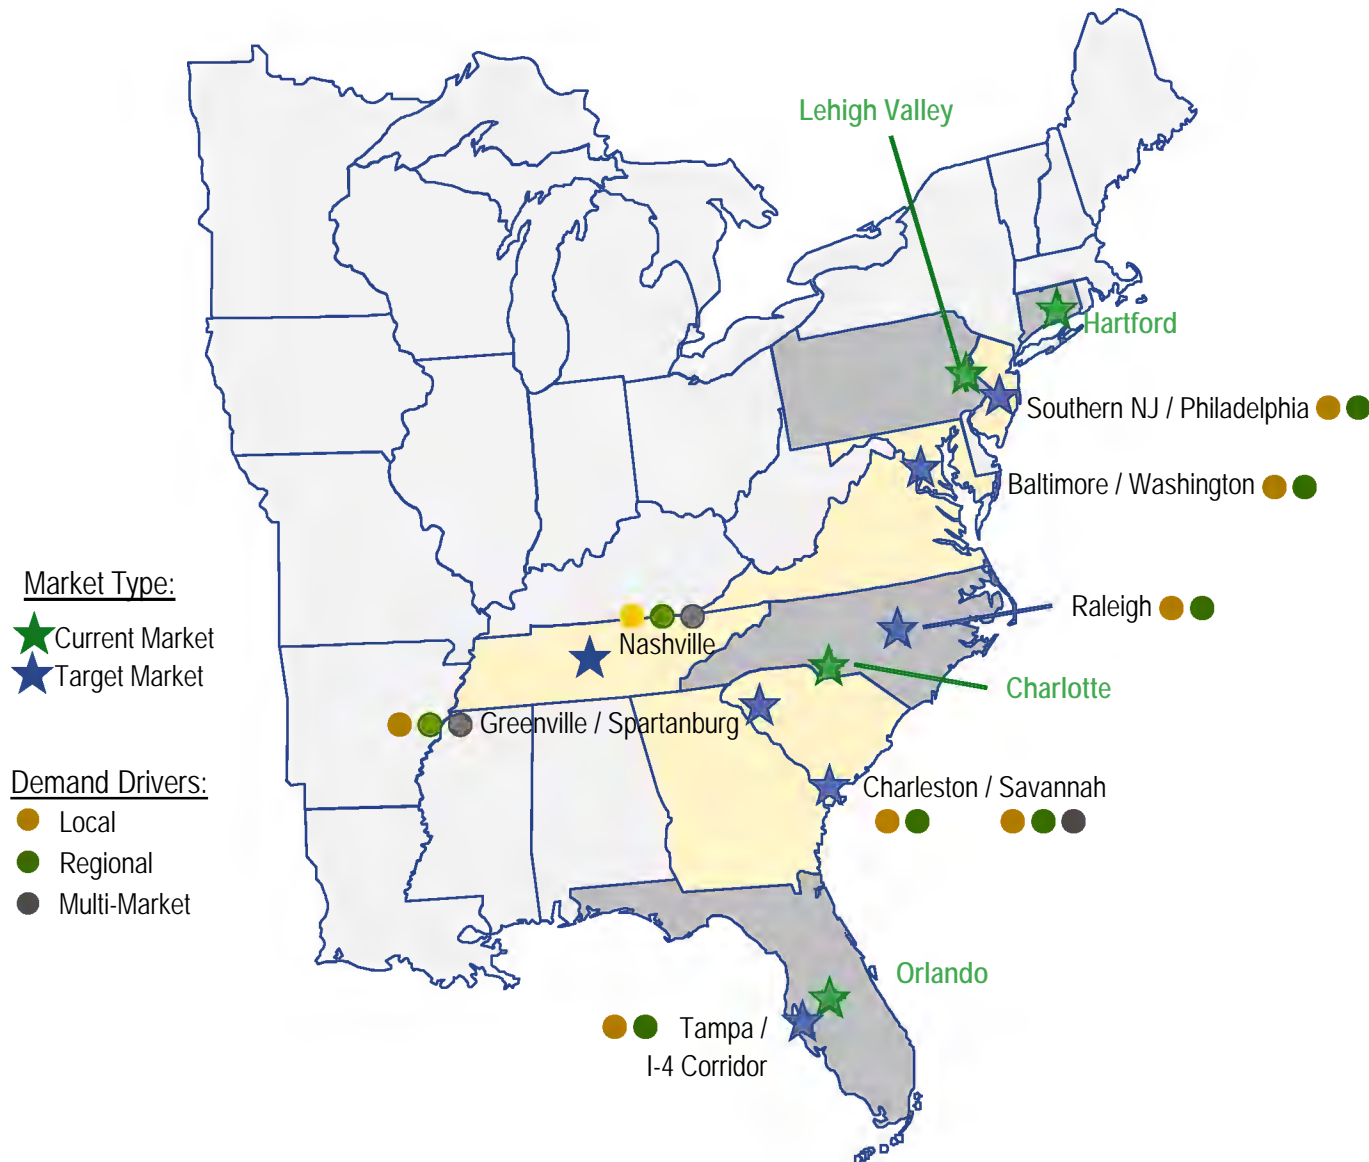 Lehigh Valley
Hartford
Southern NJ / Philadelphia
Baltimore / Washington
Market Type:
Current Market
Target Market
Raleigh
Nashville
Charlotte
Greenville / Spartanburg
Demand Drivers:
Local
Regional
Multi-Market
Charleston / Savannah
Orlando
Tampa /
I-4 Corridor